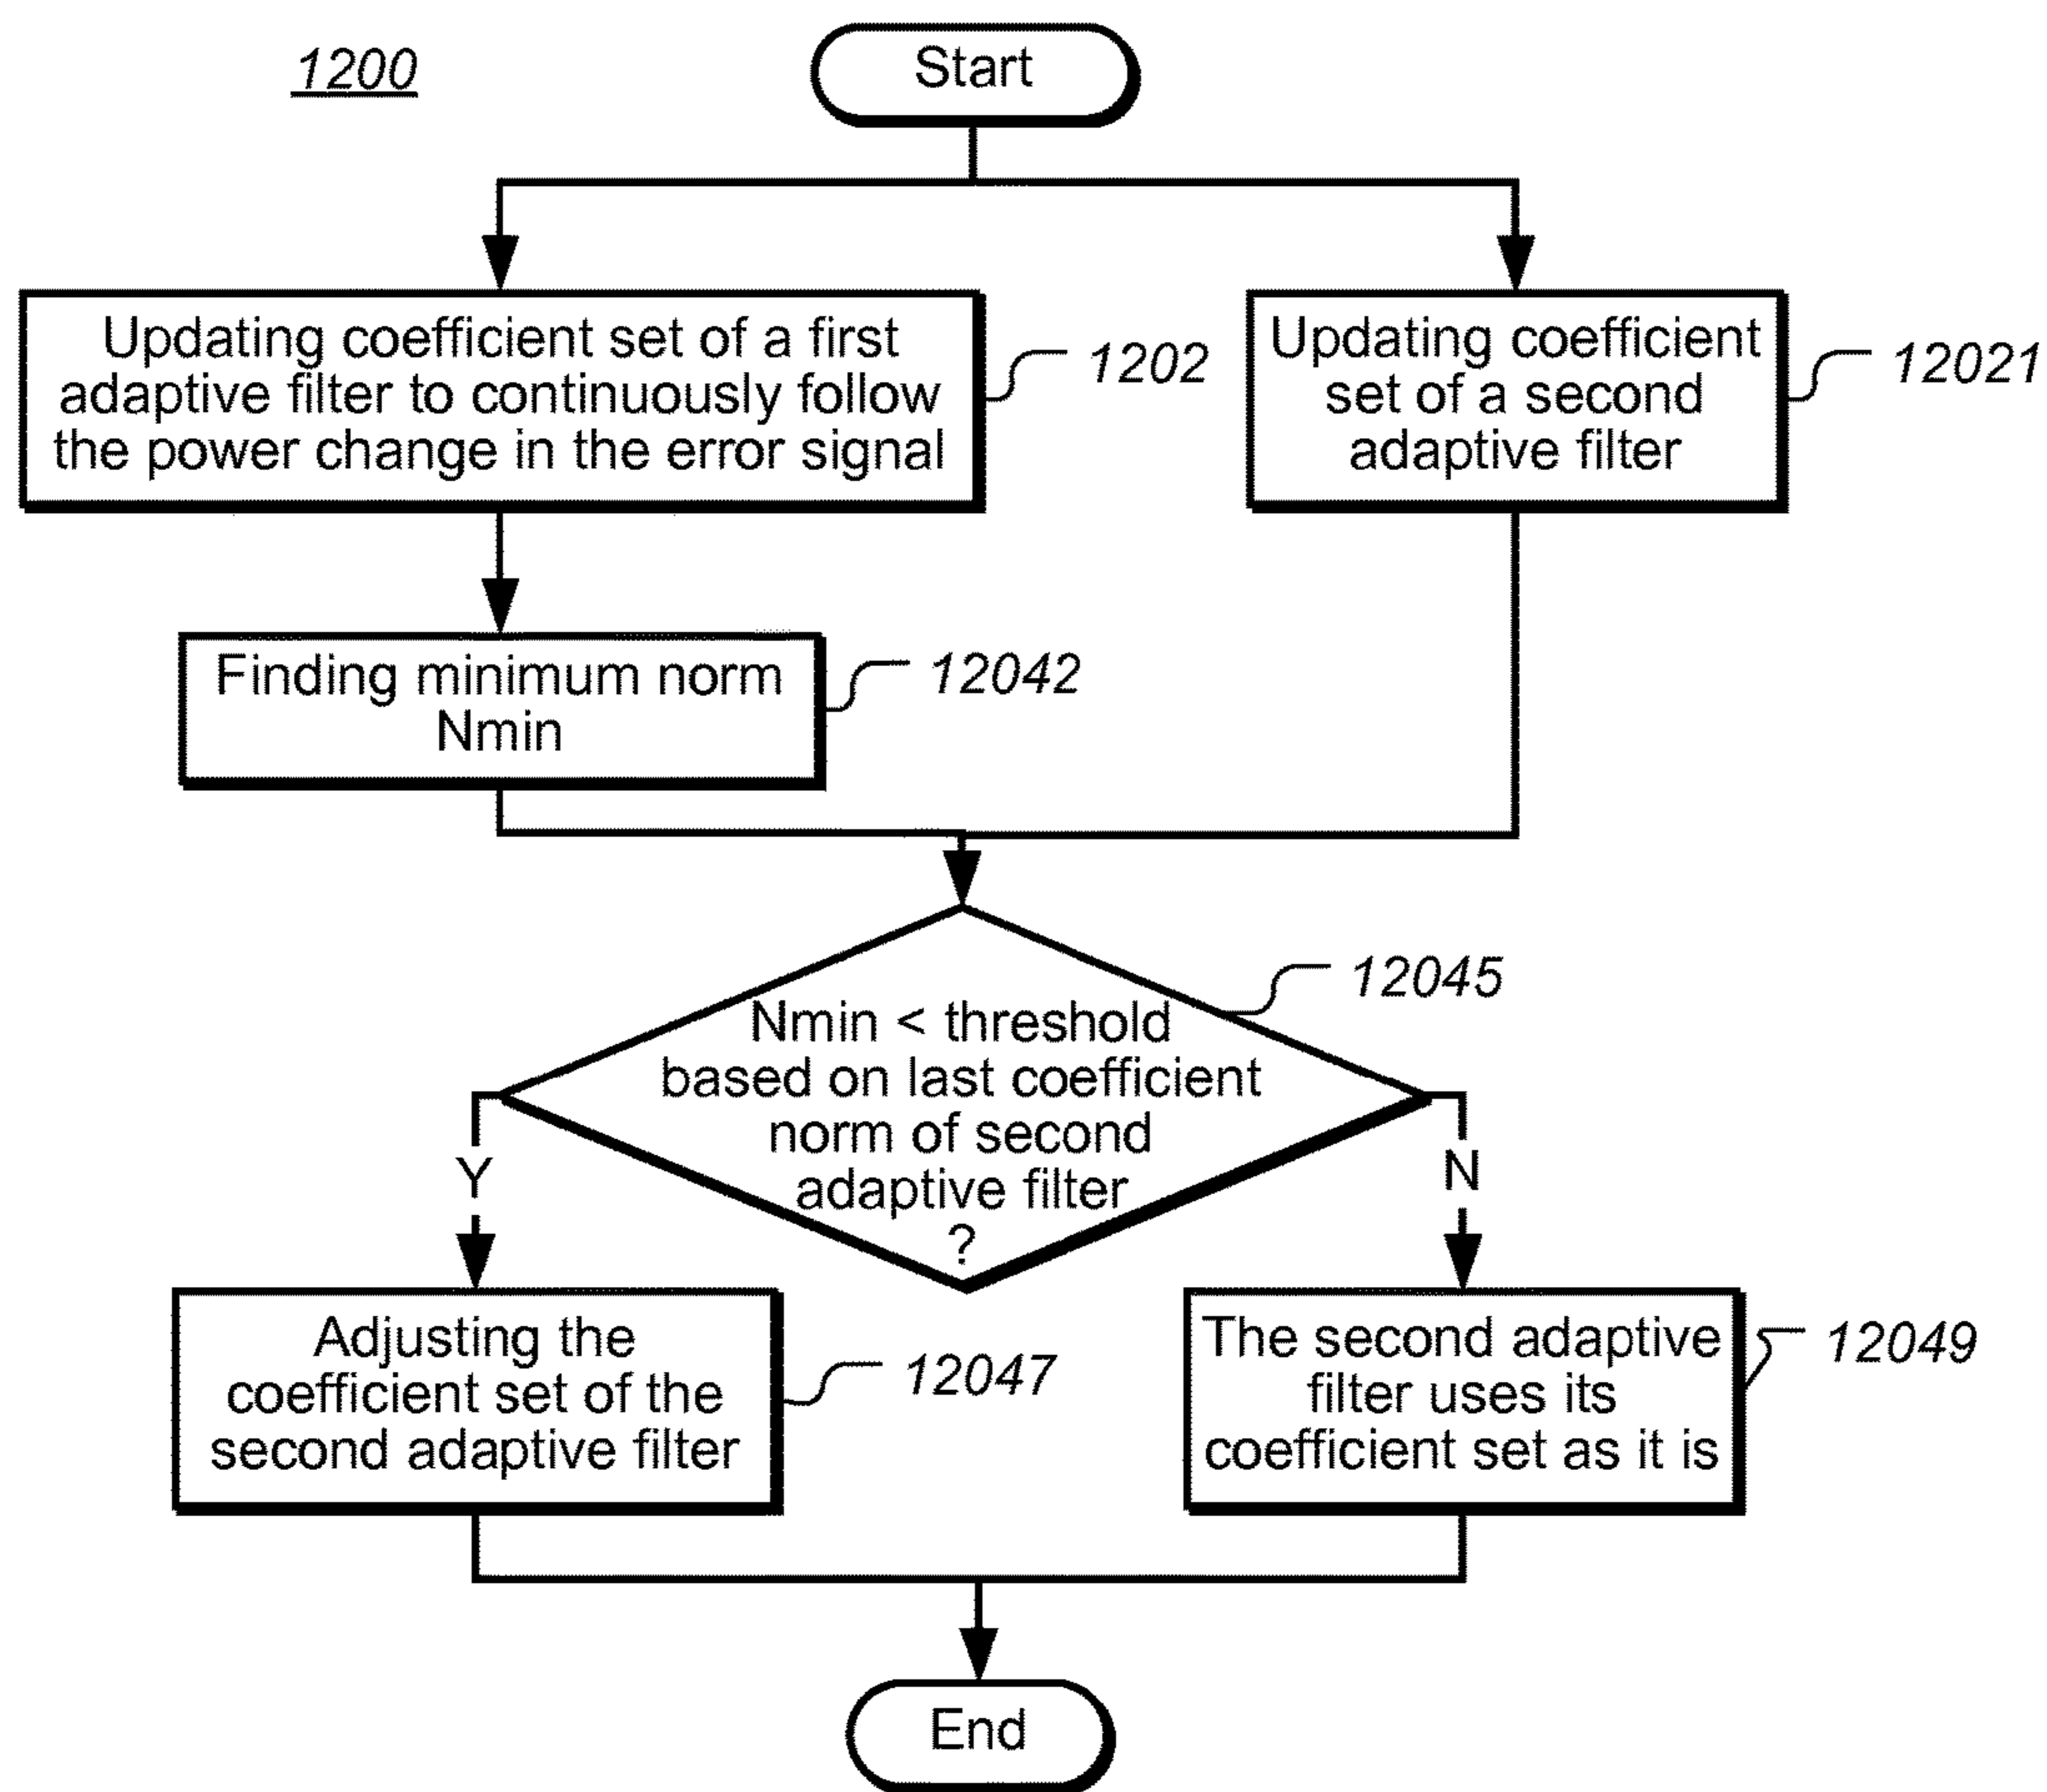 1200
Start
Updating coefficient set of a first
adaptive filter to continuously follow
the power change in the error signal
1202
Updating coefficient
set of a second
adaptive filter
12021
Finding minimum norm
Nmin
12042
Nmin < threshold
based on last coefficient
norm of second
adaptive filter
?
12045
Y
N
Adjusting the
coefficient set of the
second adaptive filter
12047
The second adaptive
filter uses its
coefficient set as it is
12049
End